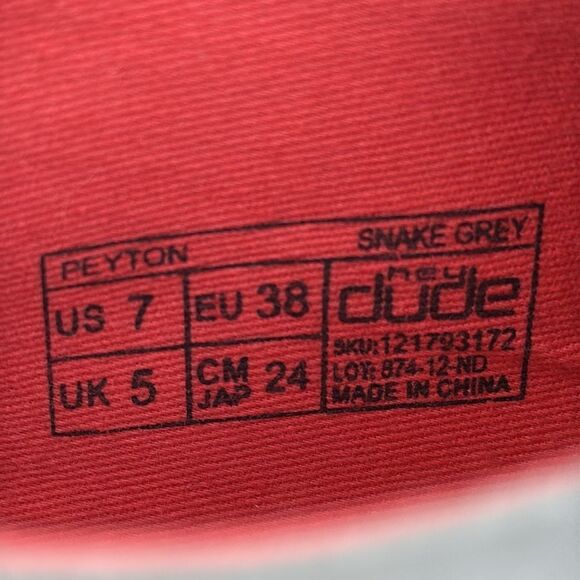 PEYTON SNAKE GREY
US 7 EU 38 hey dude
UK 5 CM JAP 24 SKU:121793172
LOT: 874-12-ND
MADE IN CHINA